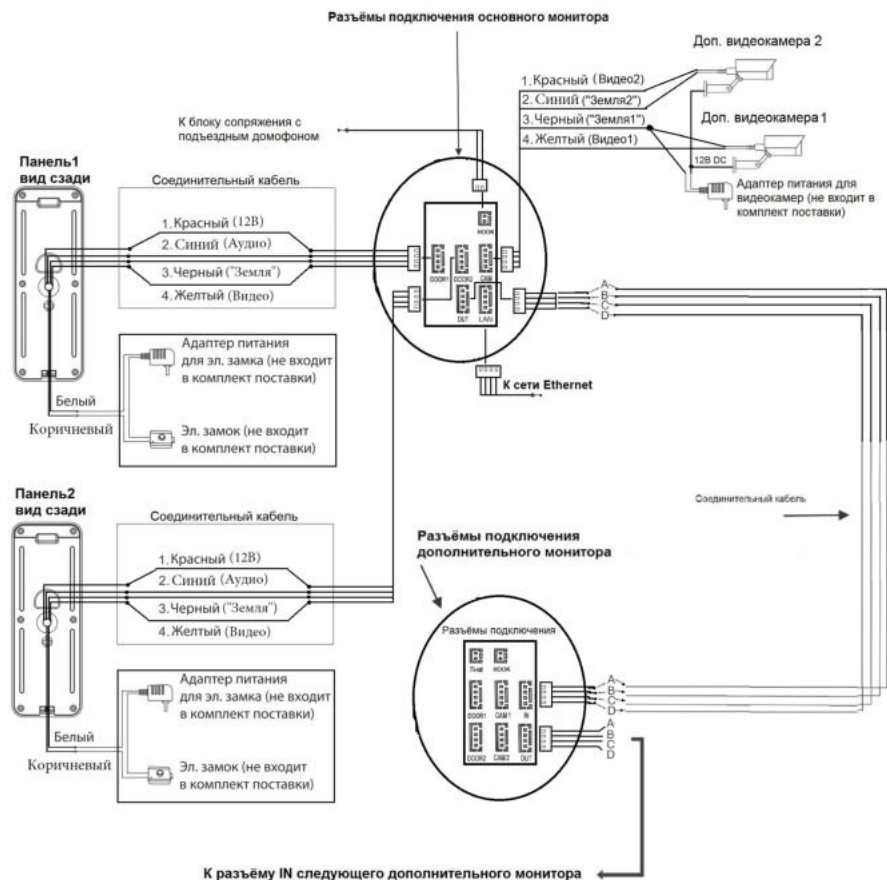 Разъёмы подключения основного монитора
Доп. видеокамера 2
1. Красный (Видео2)
2. Синий ("Земля2")
3. Черный ("Земля1")
4. Желтый (Видео1)
Доп. видеокамера 1
12В DC
Адаптер питания для
видеокамер (не входит в
комплект поставки)
К блоку сопряжения с
подъездным домофоном
Панель1
вид сзади
Соединительный кабель
1. Красный (12В)
2. Синий (Аудио)
3. Черный ("Земля")
4. Желтый (Видео)
HOOK
DOOR1
DOOR2
CAM
OUT
LAN
A
B
C
D
К сети Ethernet
Адаптер питания
для эл. замка (не входит
в комплект поставки)
Белый
Коричневый
Эл. замок (не входит
в комплект поставки)
Панель2
вид сзади
Соединительный кабель
1. Красный (12В)
2. Синий (Аудио)
3. Черный ("Земля")
4. Желтый (Видео)
Соединительный кабель
Разъёмы подключения
дополнительного монитора
Разъёмы подключения
HOOK
DOOR1
CAM1
IN
DOOR2
CAM2
OUT
A
B
C
D
A
B
C
D
Адаптер питания
для эл. замка (не входит
в комплект поставки)
Белый
Коричневый
Эл. замок (не входит
в комплект поставки)
К разъёму IN следующего дополнительного монитора